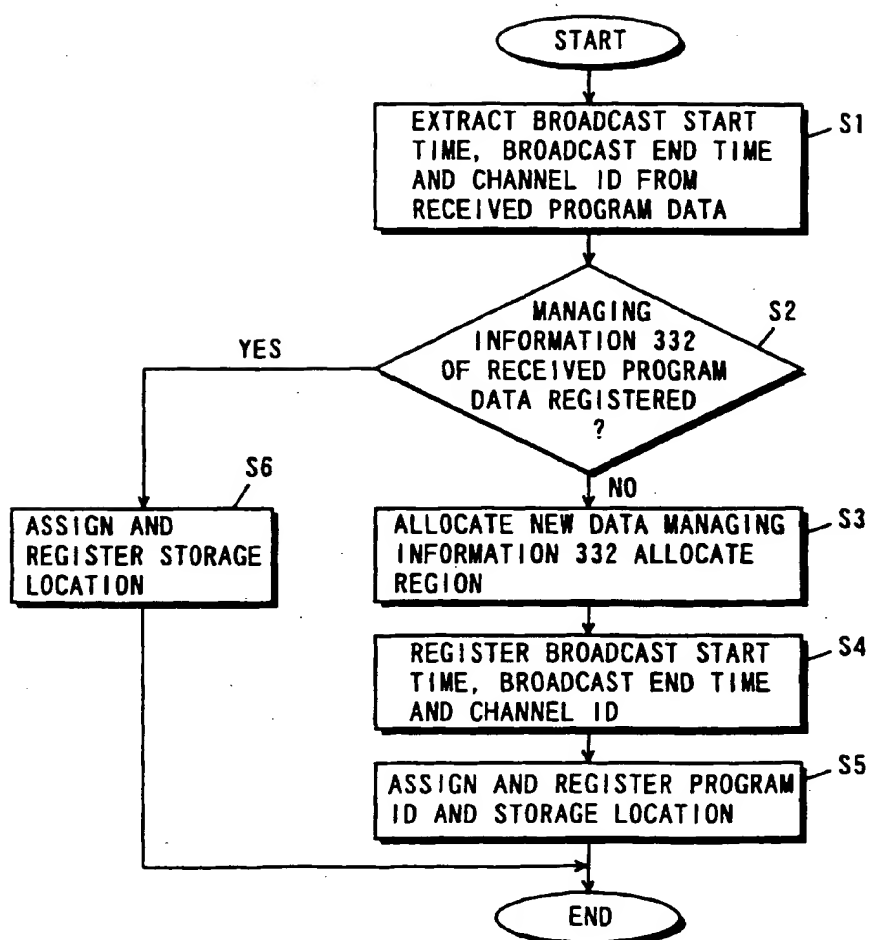 START
EXTRACT BROADCAST START
TIME, BROADCAST END TIME
AND CHANNEL ID FROM
RECEIVED PROGRAM DATA
S1
MANAGING
INFORMATION 332
OF RECEIVED PROGRAM
DATA REGISTERED
?
S2
YES
NO
S6
ASSIGN AND
REGISTER STORAGE
LOCATION
ALLOCATE NEW DATA MANAGING
INFORMATION 332 ALLOCATE
REGION
S3
REGISTER BROADCAST START
TIME, BROADCAST END TIME
AND CHANNEL ID
S4
ASSIGN AND REGISTER PROGRAM
ID AND STORAGE LOCATION
S5
END